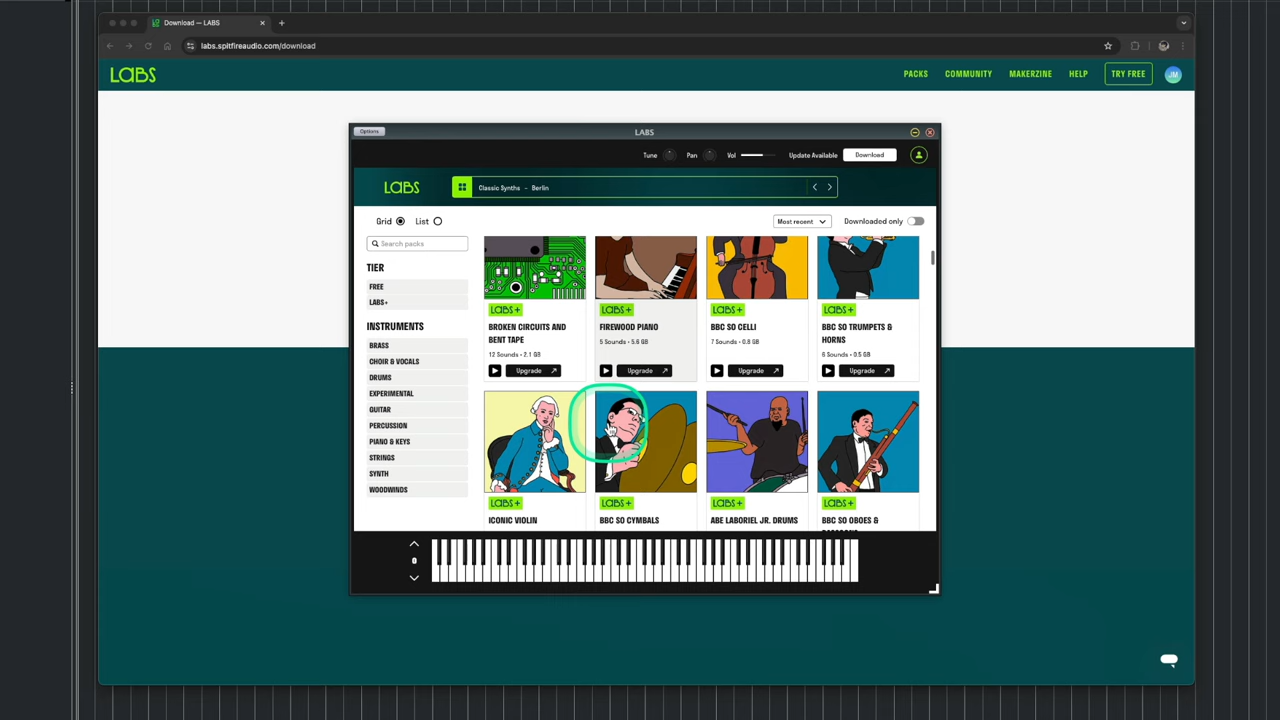 Download — LABS
labs.spitfireaudio.com/download
LABS
PACKS
COMMUNITY
MAKERZINE
HELP
TRY FREE
JM
Options
LABS
Tune
Pan
Vol
Update Available
Download
LABS
Classic Synths - Berlin
Grid
List
Most recent
Downloaded only
Search packs
TIER
FREE
LABS+
INSTRUMENTS
BRASS
CHOIR & VOCALS
DRUMS
EXPERIMENTAL
GUITAR
PERCUSSION
PIANO & KEYS
STRINGS
SYNTH
WOODWINDS
LABS+
BROKEN CIRCUITS AND
BENT TAPE
12 Sounds • 2.1 GB
Upgrade
LABS+
FIREWOOD PIANO
5 Sounds • 5.6 GB
Upgrade
LABS+
BBC SO CELLI
7 Sounds • 0.8 GB
Upgrade
LABS+
BBC SO TRUMPETS &
HORNS
6 Sounds • 0.5 GB
Upgrade
LABS+
ICONIC VIOLIN
LABS+
BBC SO CYMBALS
LABS+
ABE LABORIEL JR. DRUMS
LABS+
BBC SO OBOES &
0